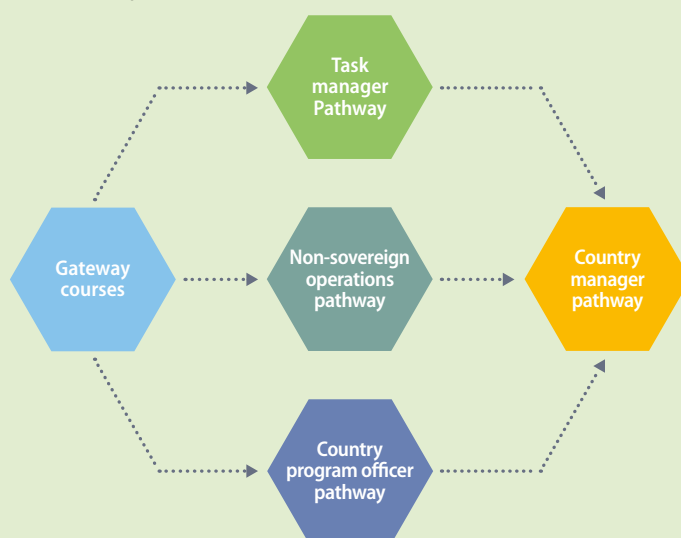 Task
manager
Pathway
Gateway
courses
Non-sovereign
operations
pathway
Country
manager
pathway
Country
program officer
pathway